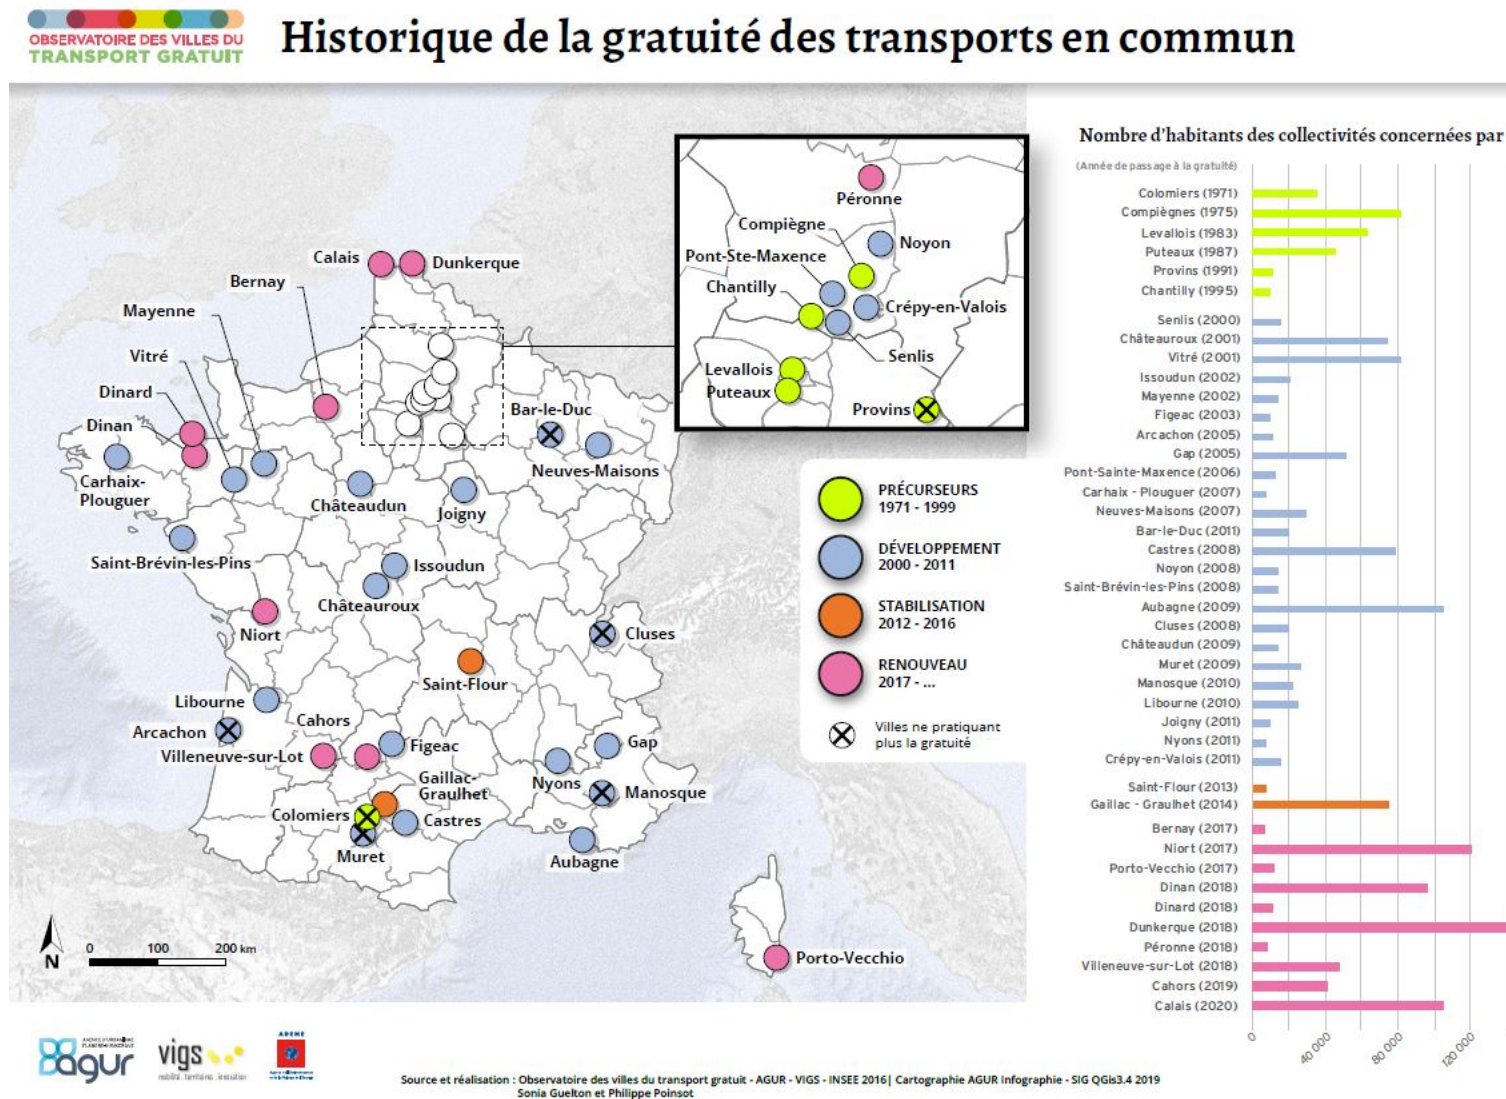 OBSERVATOIRE DES VILLES DU
TRANSPORT GRATUIT
Historique de la gratuité des transports en commun
Calais
Dunkerque
Bernay
Mayenne
Vitré
Dinard
Dinan
Carhaix-
Plouguer
Saint-Brévin-les-Pins
Châteaudun
Joigny
Bar-le-Duc
Neuves-Maisons
Issoudun
Châteauroux
Niort
Cluses
Saint-Flour
Libourne
Arcachon
Cahors
Villeneuve-sur-Lot
Figeac
Gaillac-
Graulhet
Colomiers
Castres
Muret
Gap
Nyons
Manosque
Aubagne
Porto-Vecchio
N
0 100 200 km
Péronne
Compiègne
Noyon
Pont-Ste-Maxence
Chantilly
Crépy-en-Valois
Senlis
Levallois
Puteaux
Provins
PRÉCURSEURS
1971 - 1999
DÉVELOPPEMENT
2000 - 2011
STABILISATION
2012 - 2016
RENOUVEAU
2017 - ...
Villes ne pratiquant
plus la gratuité
Nombre d'habitants des collectivités concernées par
(Année de passage à la gratuité)
Colomiers (1971)
Compiègnes (1975)
Levallois (1983)
Puteaux (1987)
Provins (1991)
Chantilly (1995)
Senlis (2000)
Châteauroux (2001)
Vitré (2001)
Issoudun (2002)
Mayenne (2002)
Figeac (2003)
Arcachon (2005)
Gap (2005)
Pont-Sainte-Maxence (2006)
Carhaix - Plouguer (2007)
Neuves-Maisons (2007)
Bar-le-Duc (2011)
Castres (2008)
Noyon (2008)
Saint-Brévin-les-Pins (2008)
Aubagne (2009)
Cluses (2008)
Châteaudun (2009)
Muret (2009)
Manosque (2010)
Libourne (2010)
Joigny (2011)
Nyons (2011)
Crépy-en-Valois (2011)
Saint-Flour (2013)
Gaillac - Graulhet (2014)
Bernay (2017)
Niort (2017)
Porto-Vecchio (2017)
Dinan (2018)
Dinard (2018)
Dunkerque (2018)
Péronne (2018)
Villeneuve-sur-Lot (2018)
Cahors (2019)
Calais (2020)
0 40 000 80 000 120 000
agur
vigs
mobilité . territoires . innovation
ADEME
Source et réalisation : Observatoire des villes du transport gratuit - AGUR - VIGS - INSEE 2016| Cartographie AGUR Infographie - SIG QGis3.4 2019
Sonia Guelton et Philippe Poinsot